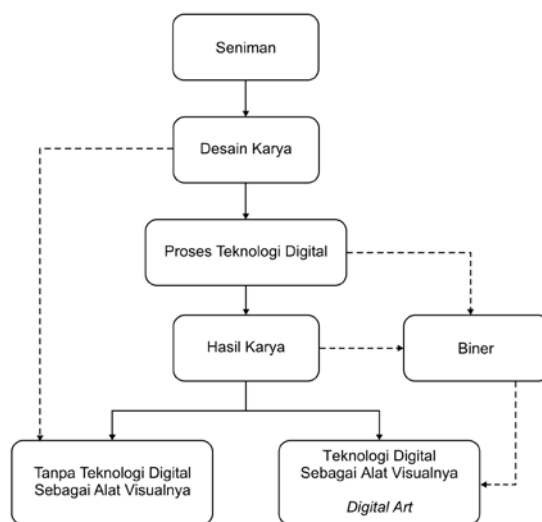 Seniman
Desain Karya
Proses Teknologi Digital
Hasil Karya
Biner
Tanpa Teknologi Digital
Sebagai Alat Visualnya
Teknologi Digital
Sebagai Alat Visualnya
Digital Art